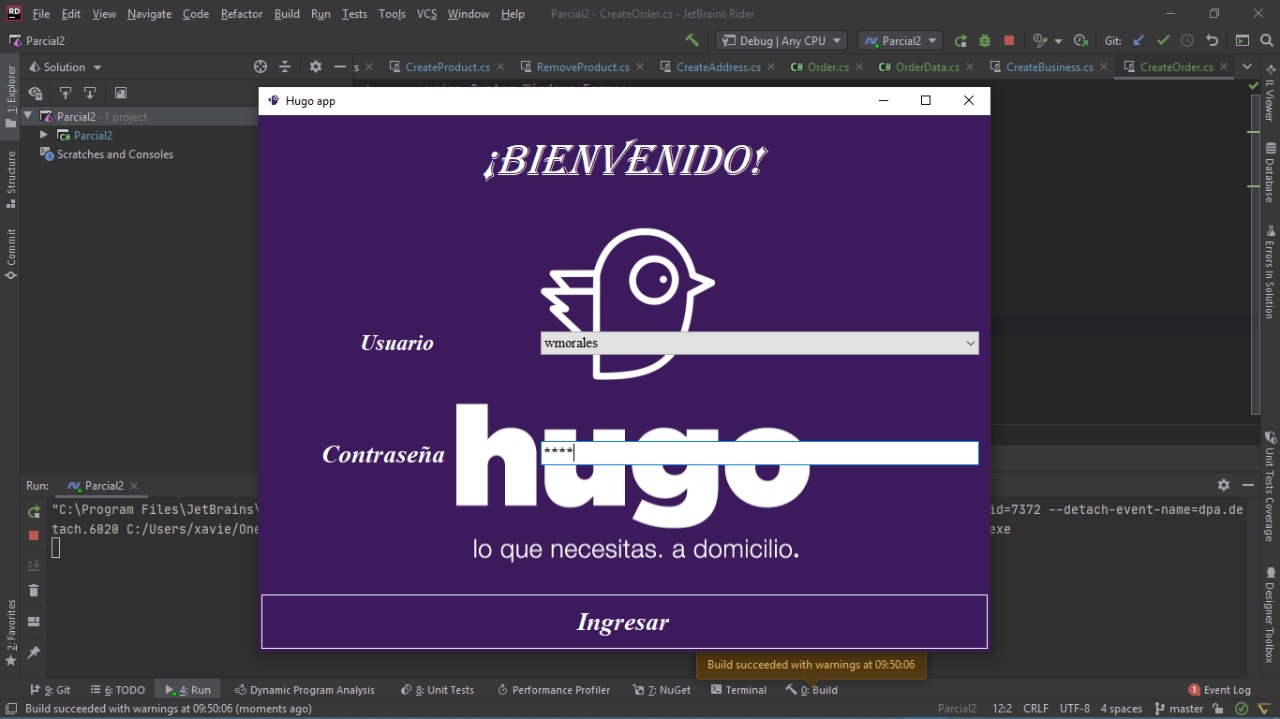 File Edit View Navigate Code Refactor Build Run Tests Tools VCS Window Help Parcial2 - CreateOrder.cs - JetBrains Rider
Parcial2 Debug | Any CPU Parcial2 Git:
1: Explorer
Structure
Commit
2: Favorites
Solution
Parcial2 · 1 project
Parcial2
Scratches and Consoles
s CreateProduct.cs RemoveProduct.cs CreateAddress.cs C# Order.cs C# OrderData.cs CreateBusiness.cs CreateOrder.cs
Hugo app
¡BIENVENIDO!
Usuario wmorales
Contraseña ****
hugo
lo que necesitas. a domicilio.
Ingresar
IL Viewer
Database
Errors In Solution
Unit Tests Coverage
Designer Toolbox
Run: Parcial2
"C:\Program Files\JetBrains\ id=7372 --detach-event-name=dpa.de
tach.6020 C:/Users/xavie/One exe
Build succeeded with warnings at 09:50:06
9: Git 6: TODO 4: Run Dynamic Program Analysis 8: Unit Tests Performance Profiler 7: NuGet Terminal 0: Build 1 Event Log
Build succeeded with warnings at 09:50:06 (moments ago) Parcial2 12:2 CRLF UTF-8 4 spaces master